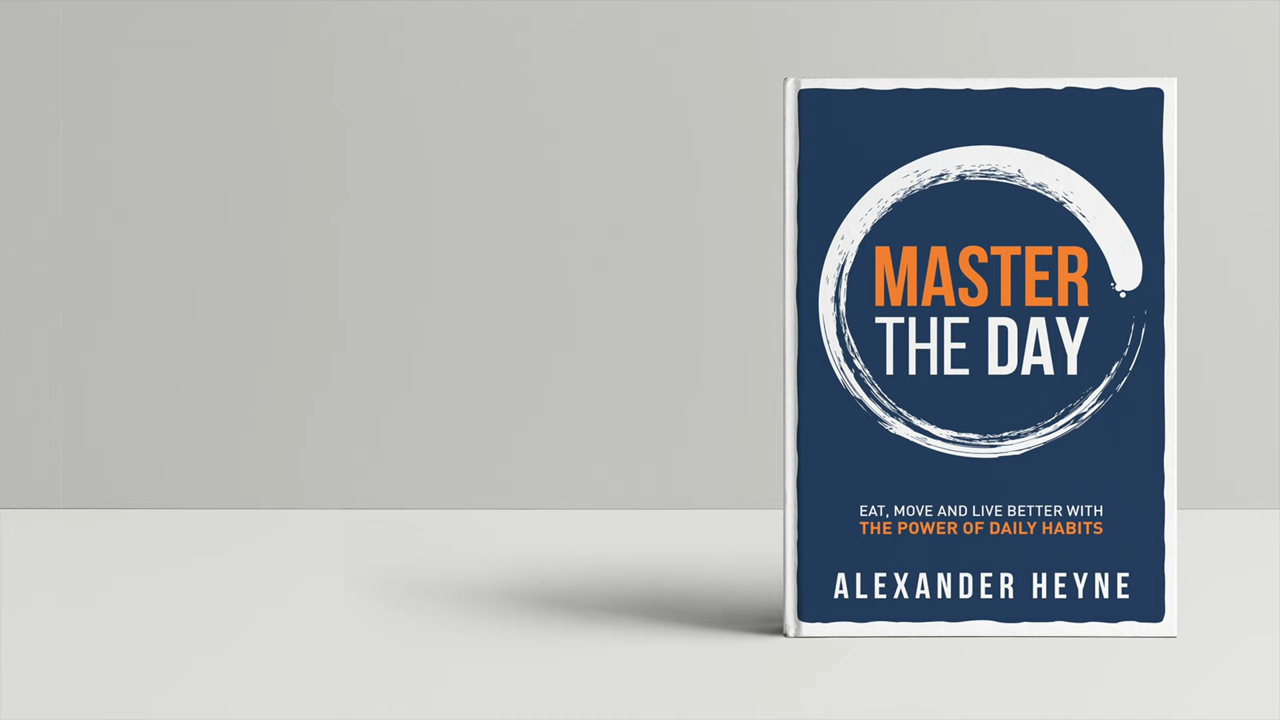 MASTER
THE DAY
EAT, MOVE AND LIVE BETTER WITH
THE POWER OF DAILY HABITS
ALEXANDER HEYNE